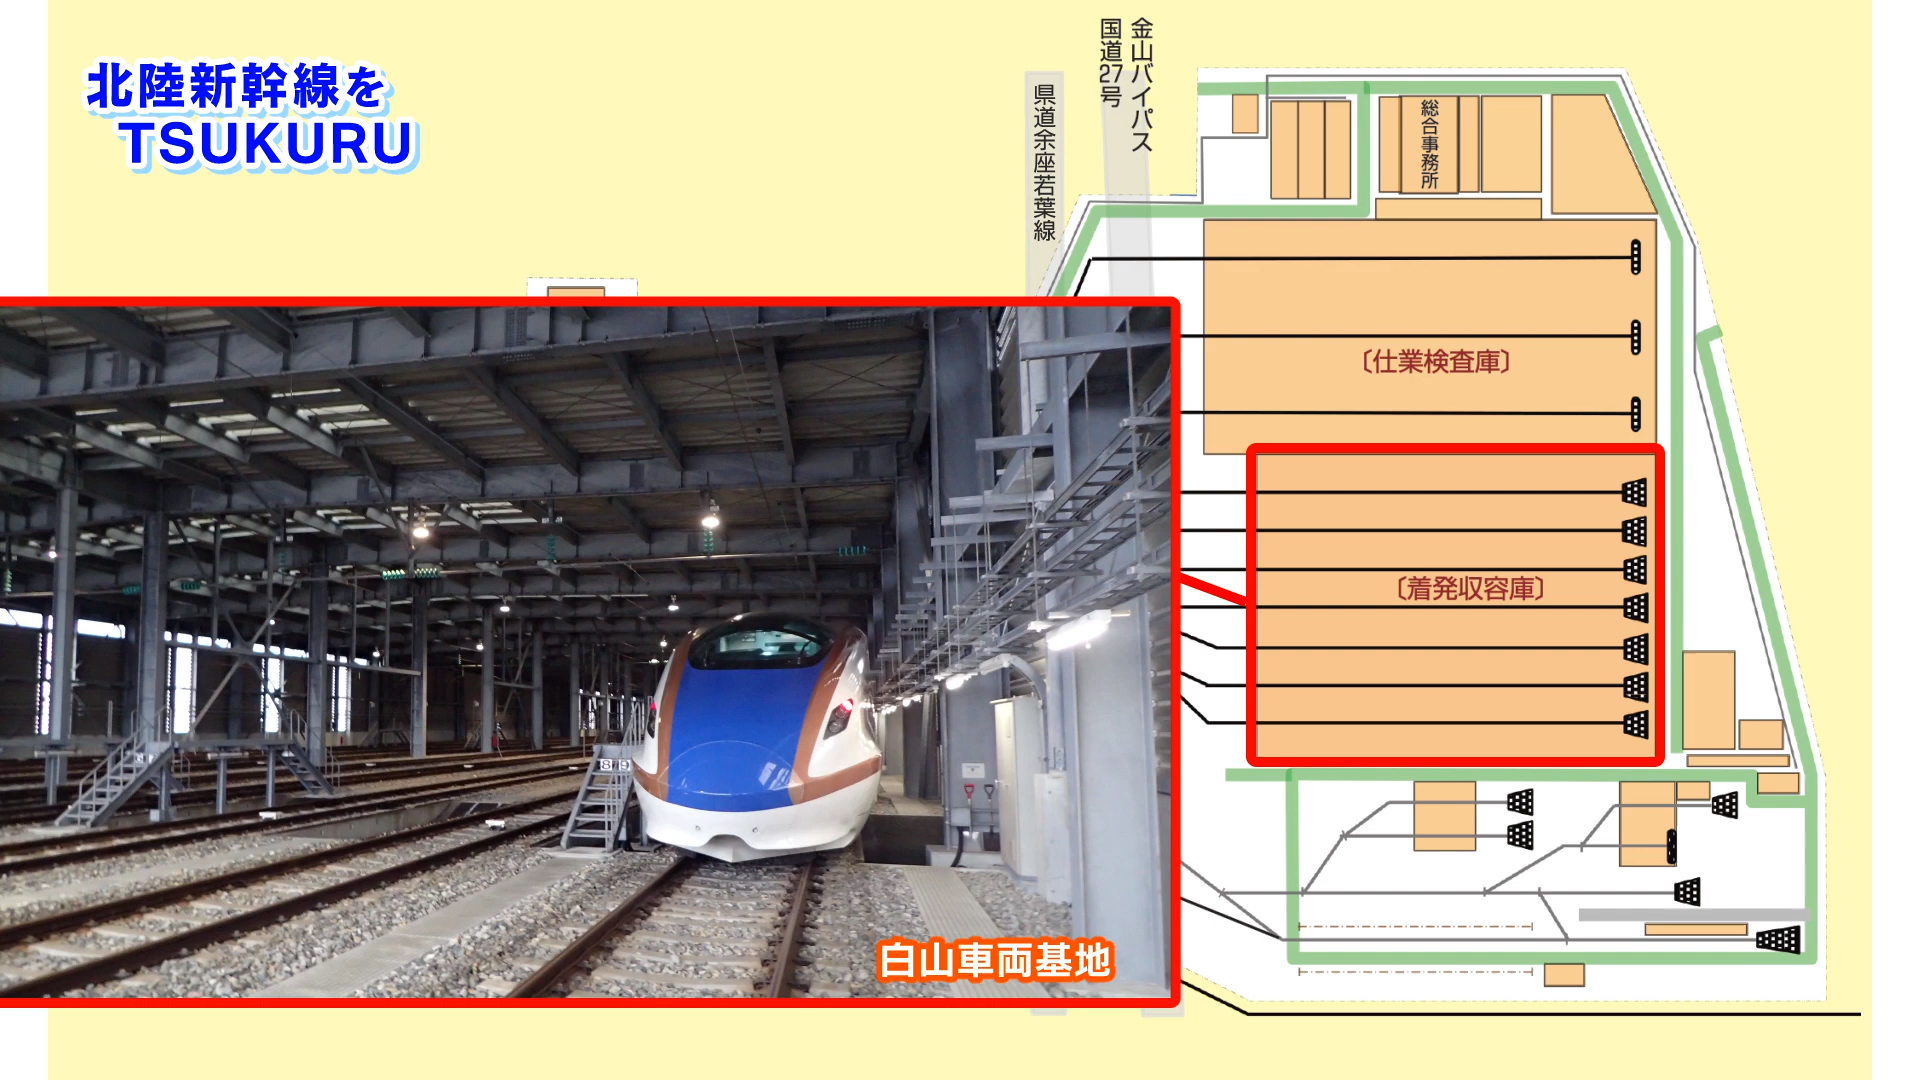 北陸新幹線を
TSUKURU
金山バイパス
国道27号
県道余座若葉線
総合事務所
〔仕業検査庫〕
〔着発収容庫〕
8 9
白山車両基地